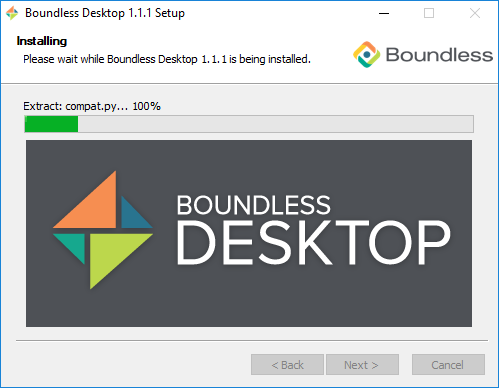 Boundless Desktop 1.1.1 Setup
Installing
Please wait while Boundless Desktop 1.1.1 is being installed.
Boundless
Extract: compat.py... 100%
BOUNDLESS
DESKTOP
< Back
Next >
Cancel